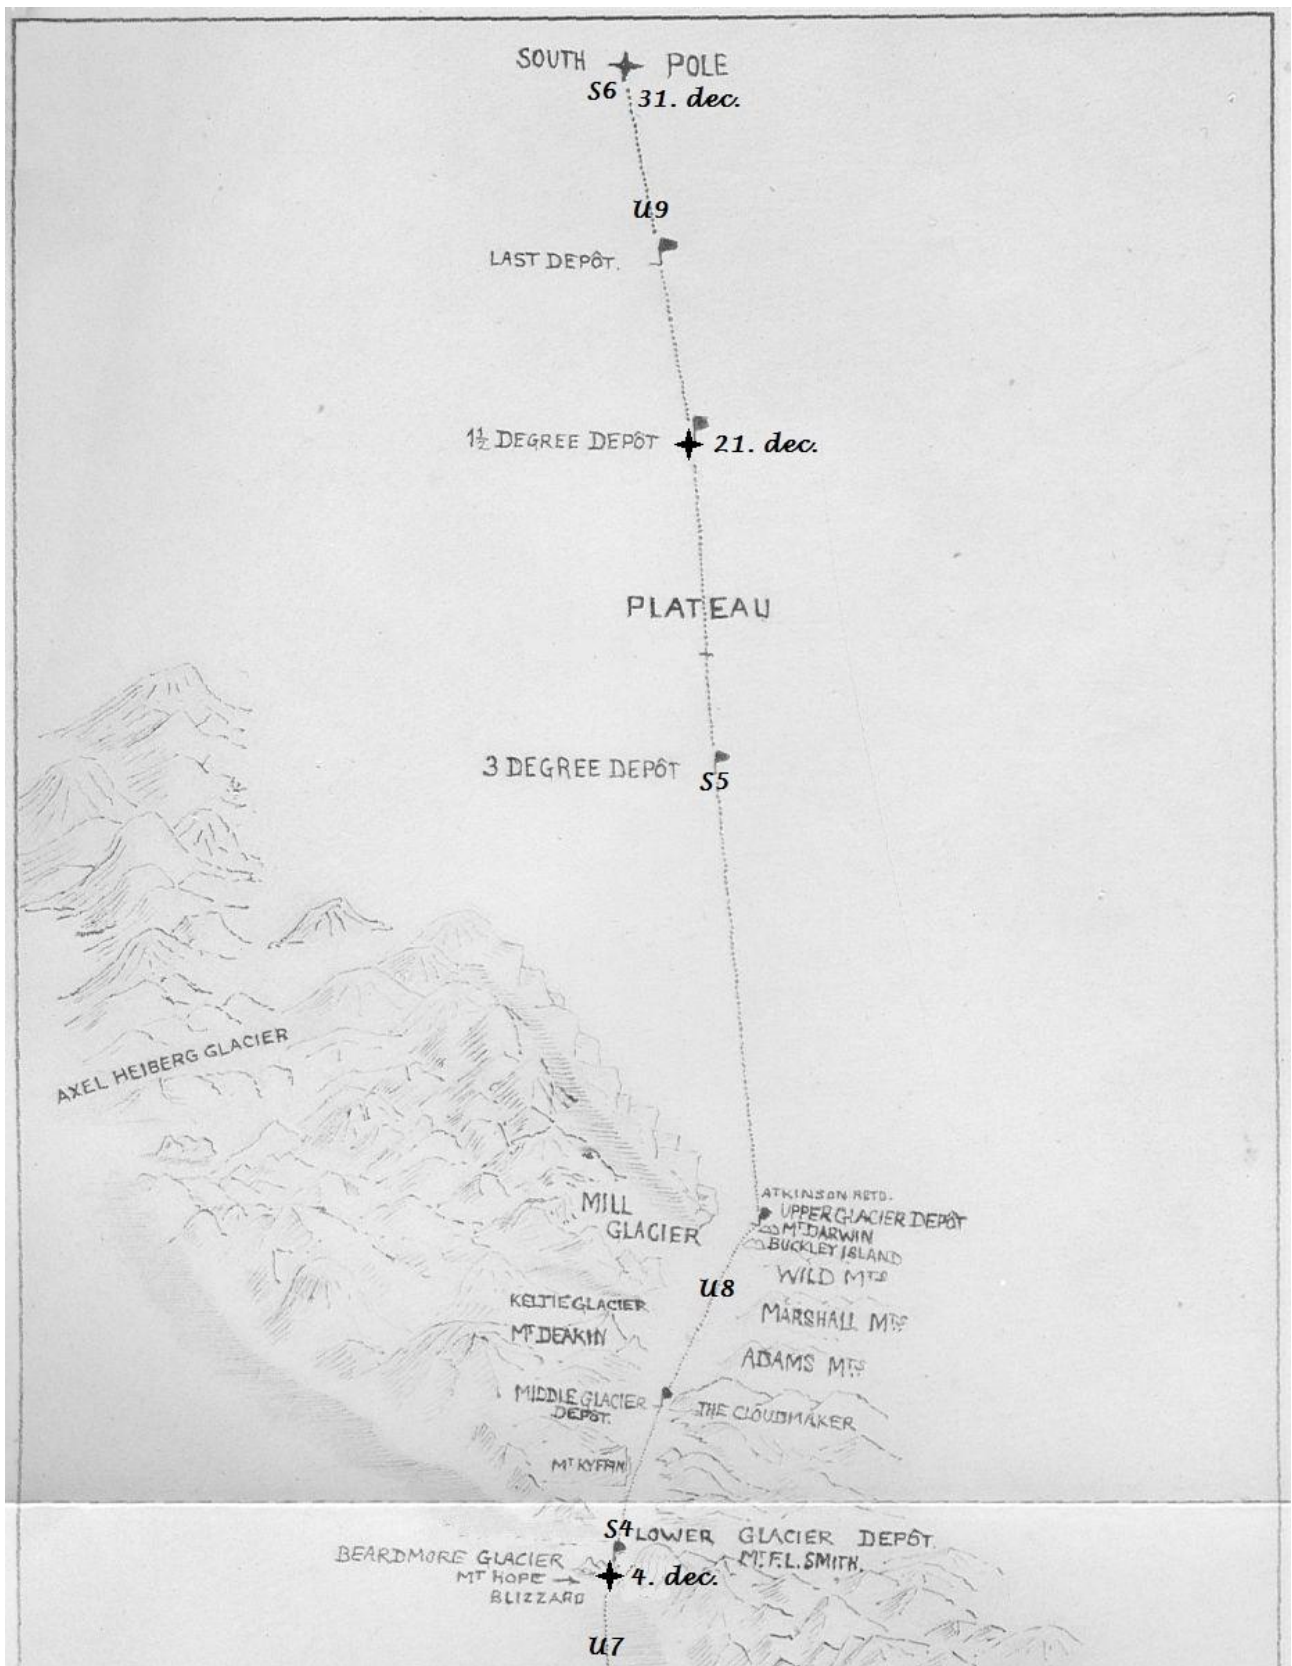 SOUTH POLE
S6 31. dec.
U9
LAST DEPÔT.
1½ DEGREE DEPÔT 21. dec.
PLATEAU
3 DEGREE DEPÔT
S5
AXEL HEIBERG GLACIER
ATKINSON RETD.
UPPER GLACIER DEPÔT
MT DARWIN
BUCKLEY ISLAND
MILL
GLACIER
WILD MTS
U8
KELTIE GLACIER
MARSHALL MTS
MT DEAKIN
ADAMS MTS
MIDDLE GLACIER
DEPÔT.
THE CLOUDMAKER
MT KYFFIN
S4 LOWER GLACIER DEPÔT.
BEARDMORE GLACIER
MT. F. L. SMITH.
MT HOPE
4. dec.
BLIZZARD
U7